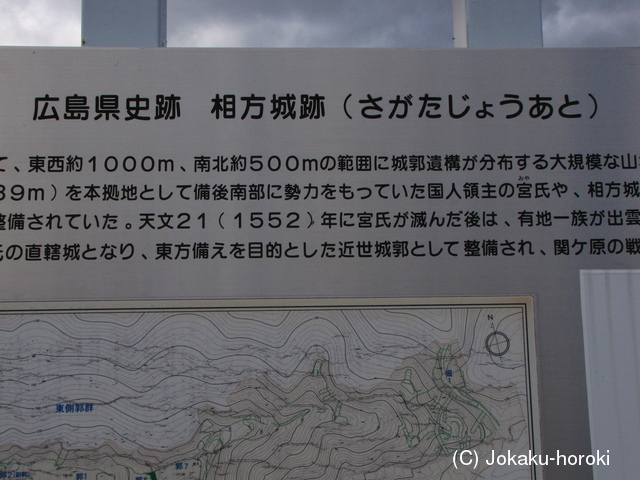 広島県史跡 相方城跡（さがたじょうあと）
て、東西約1000m、南北約500mの範囲に城郭遺構が分布する大規模な山
39m）を本拠地として備後南部に勢力をもっていた国人領主の宮氏や、相方城
みや
整備されていた。天文21（1552）年に宮氏が滅んだ後は、有地一族が出雲
氏の直轄城となり、東方備えを目的とした近世城郭として整備され、関ケ原の戦
N
東側郭群
郭7
郭1
(C) Jokaku-horoki